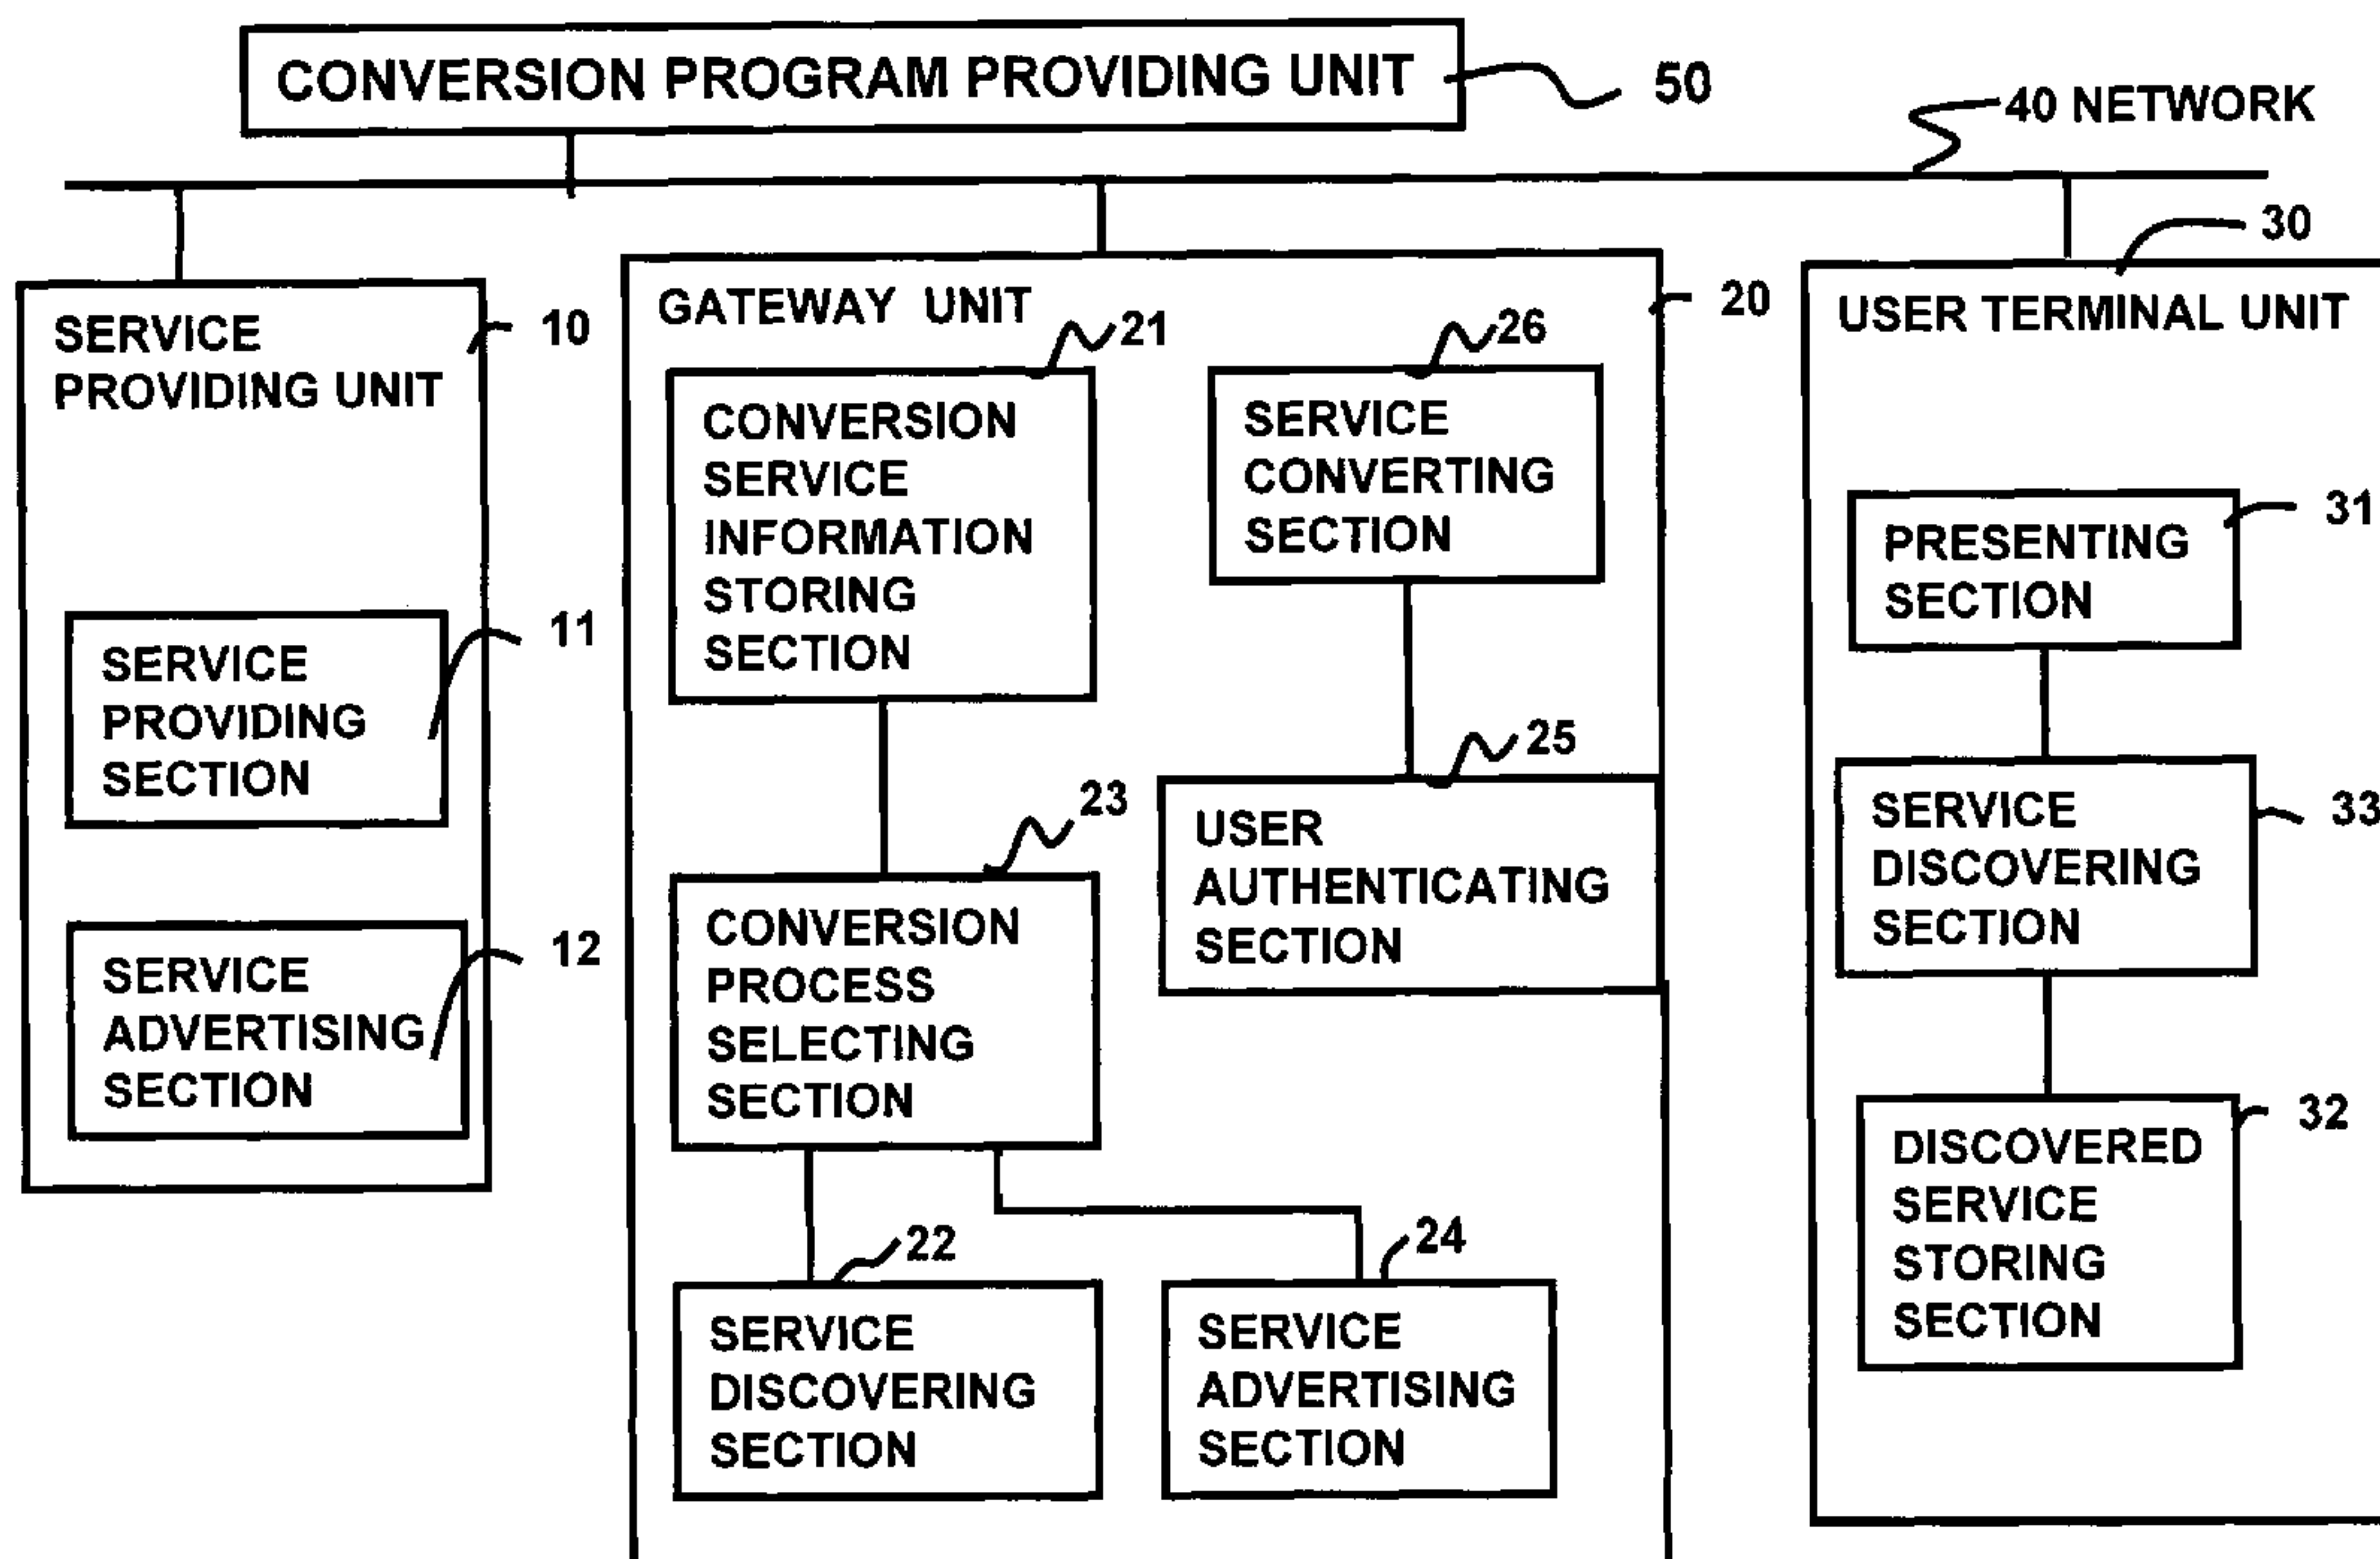 CONVERSION PROGRAM PROVIDING UNIT
50
40 NETWORK
SERVICE
PROVIDING UNIT
10
SERVICE
PROVIDING
SECTION
11
SERVICE
ADVERTISING
SECTION
12
GATEWAY UNIT
20
CONVERSION
SERVICE
INFORMATION
STORING
SECTION
21
SERVICE
CONVERTING
SECTION
26
CONVERSION
PROCESS
SELECTING
SECTION
23
USER
AUTHENTICATING
SECTION
25
SERVICE
DISCOVERING
SECTION
22
SERVICE
ADVERTISING
SECTION
24
30
USER TERMINAL UNIT
PRESENTING
SECTION
31
SERVICE
DISCOVERING
SECTION
33
DISCOVERED
SERVICE
STORING
SECTION
32